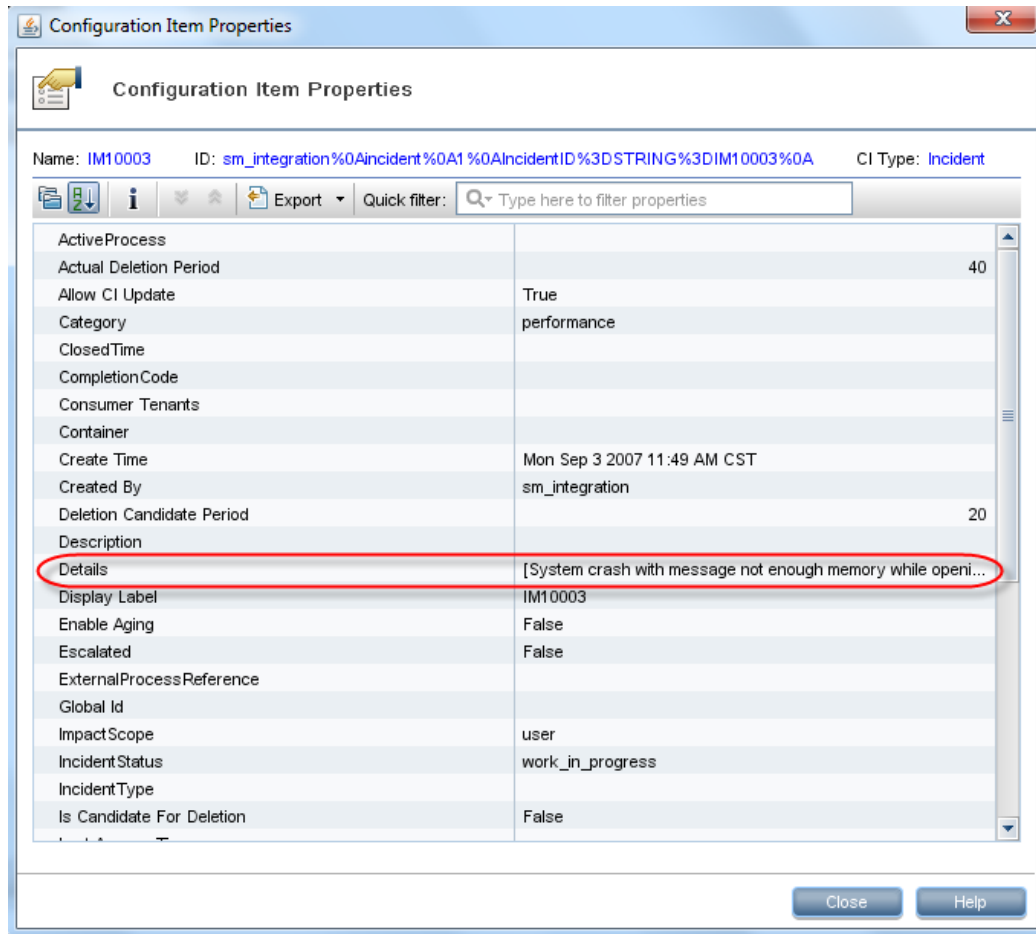 Configuration Item Properties
Configuration Item Properties
Name: IM10003 ID: sm_integration%0Aincident%0A1%0AIncidentID%3DSTRING%3DIM10003%0A CI Type: Incident
Export Quick filter: Type here to filter properties
ActiveProcess
Actual Deletion Period 40
Allow CI Update True
Category performance
ClosedTime
CompletionCode
Consumer Tenants
Container
Create Time Mon Sep 3 2007 11:49 AM CST
Created By sm_integration
Deletion Candidate Period 20
Description
Details [System crash with message not enough memory while openi...
Display Label IM10003
Enable Aging False
Escalated False
ExternalProcessReference
Global Id
ImpactScope user
IncidentStatus work_in_progress
IncidentType
Is Candidate For Deletion False
Close Help